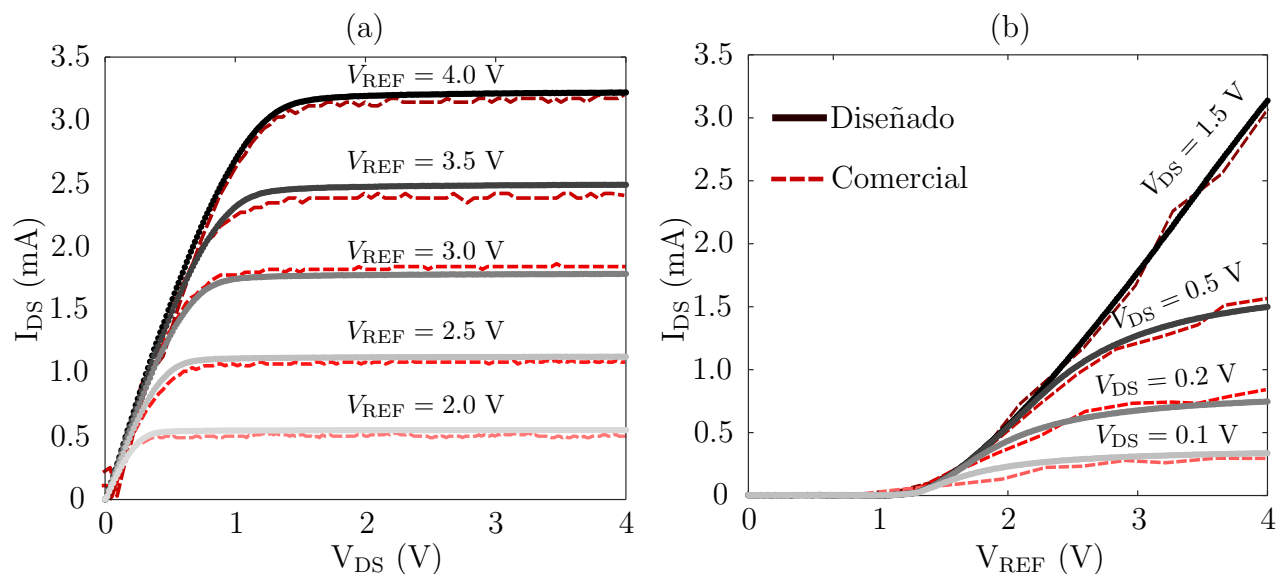 (a)
3.5
3.0
2.5
2.0
1.5
1.0
0.5
0
I_DS (mA)
V_REF = 4.0 V
V_REF = 3.5 V
V_REF = 3.0 V
V_REF = 2.5 V
V_REF = 2.0 V
0 1 2 3 4
V_DS (V)
(b)
3.5
3.0
2.5
2.0
1.5
1.0
0.5
0
I_DS (mA)
Diseñado
Comercial
V_DS = 1.5 V
V_DS = 0.5 V
V_DS = 0.2 V
V_DS = 0.1 V
0 1 2 3 4
V_REF (V)